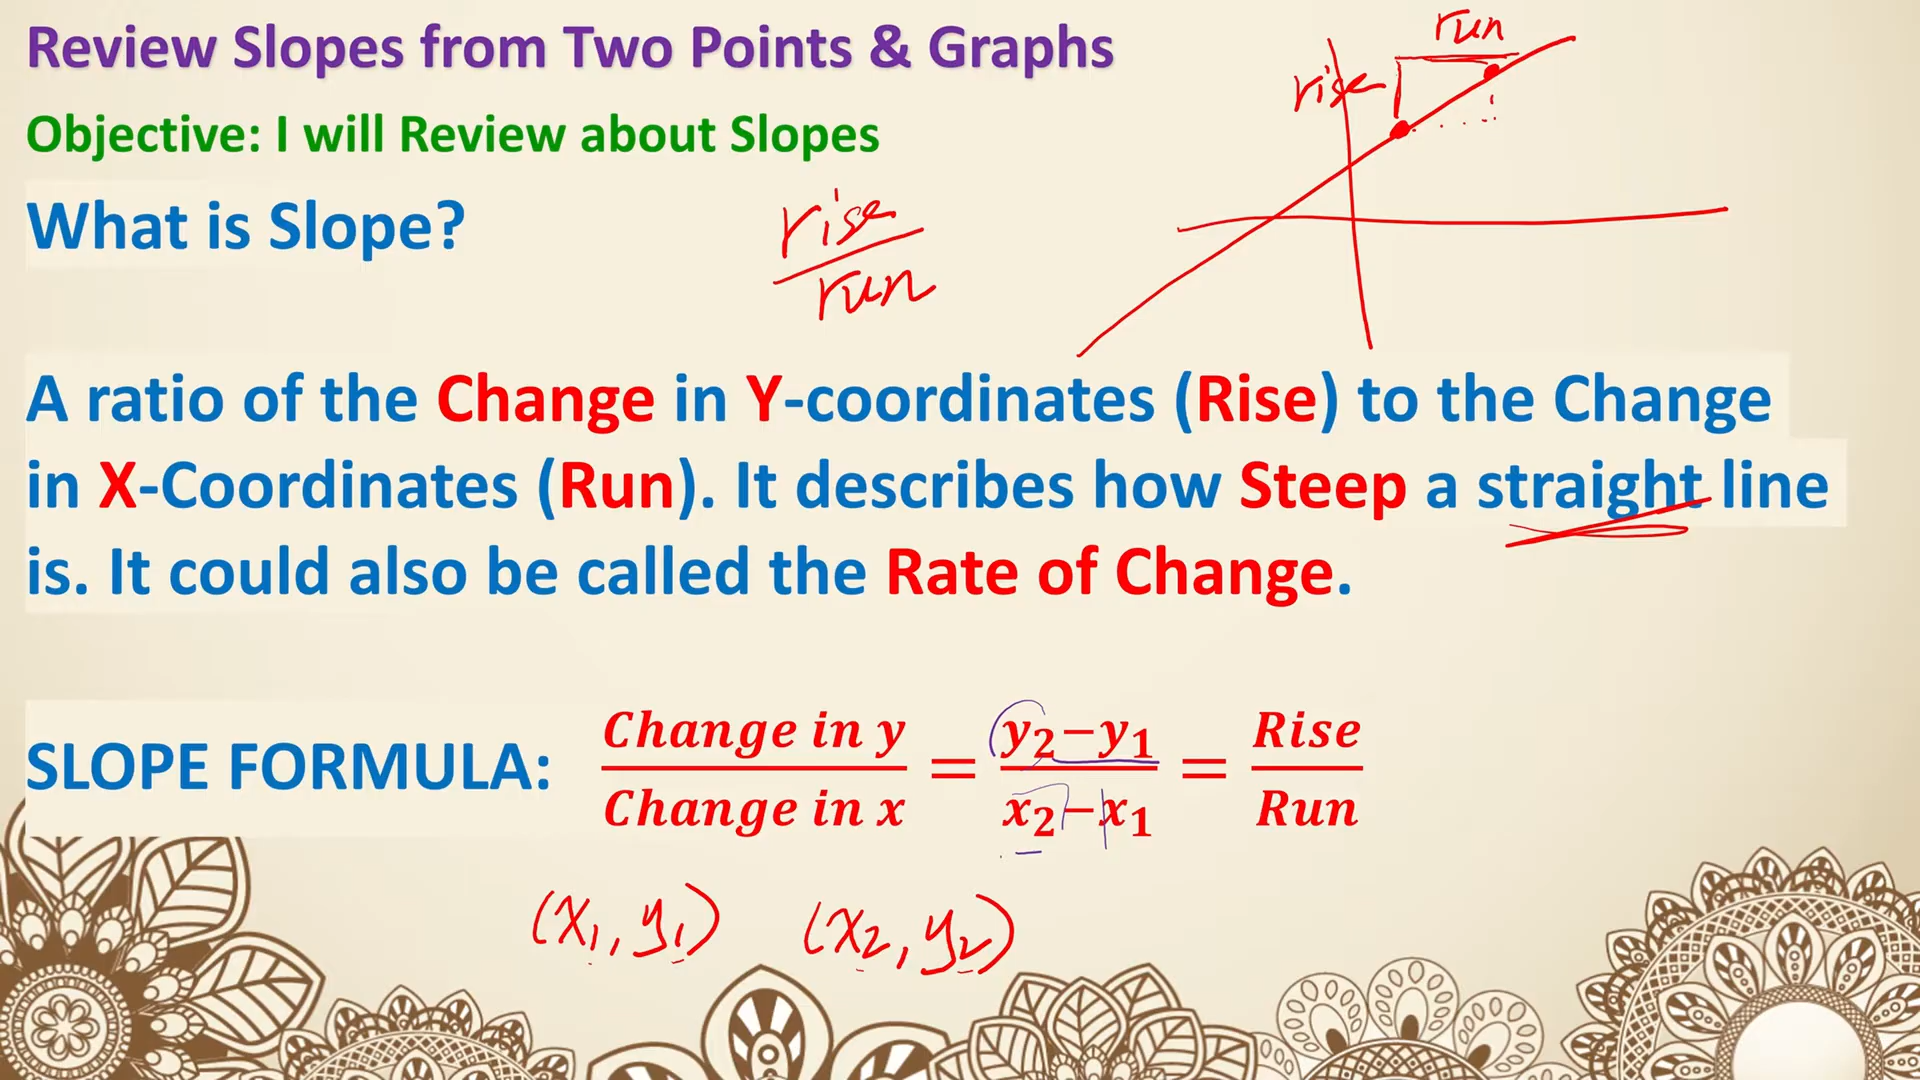 Review Slopes from Two Points & Graphs
run
rise
Objective: I will Review about Slopes
What is Slope?
rise
run
A ratio of the Change in Y-coordinates (Rise) to the Change
in X-Coordinates (Run). It describes how Steep a straight line
is. It could also be called the Rate of Change.
SLOPE FORMULA: Change in y / Change in x = y₂−y₁ / x₂−x₁ = Rise / Run
(x₁, y₁) (x₂, y₂)